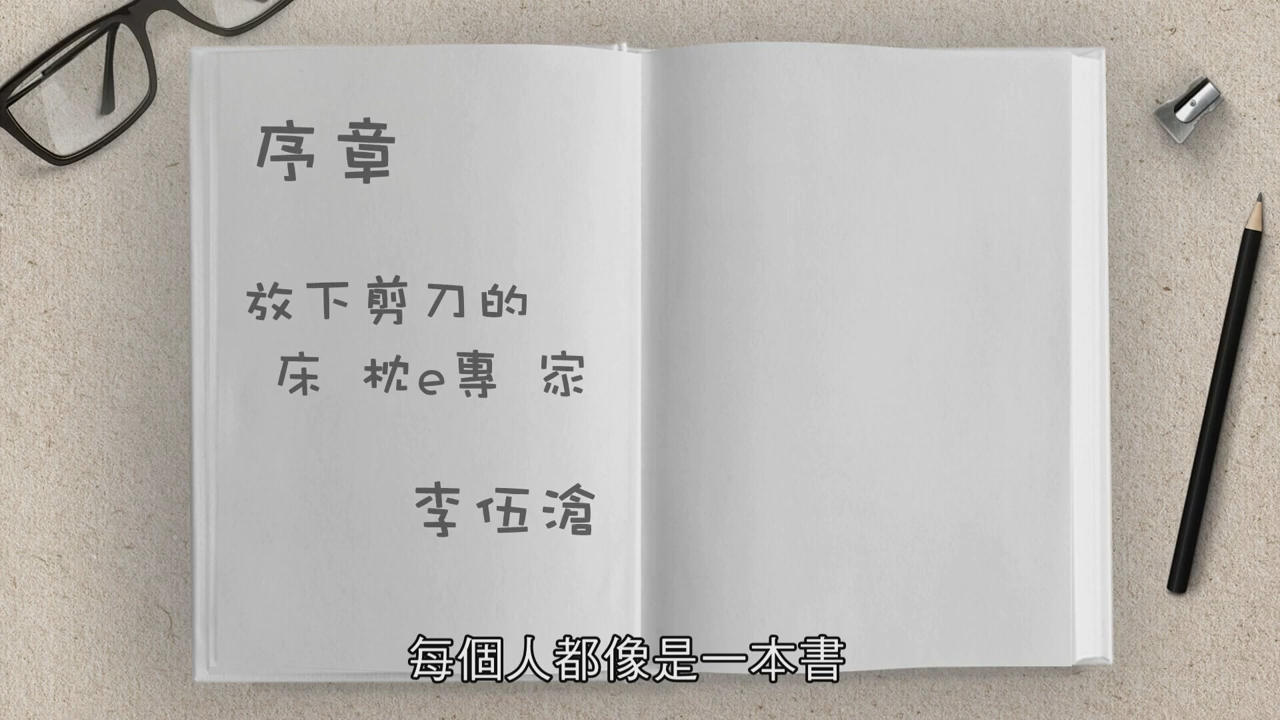 序章
放下剪刀的
床 枕e專 家
李伍滄
每個人都像是一本書